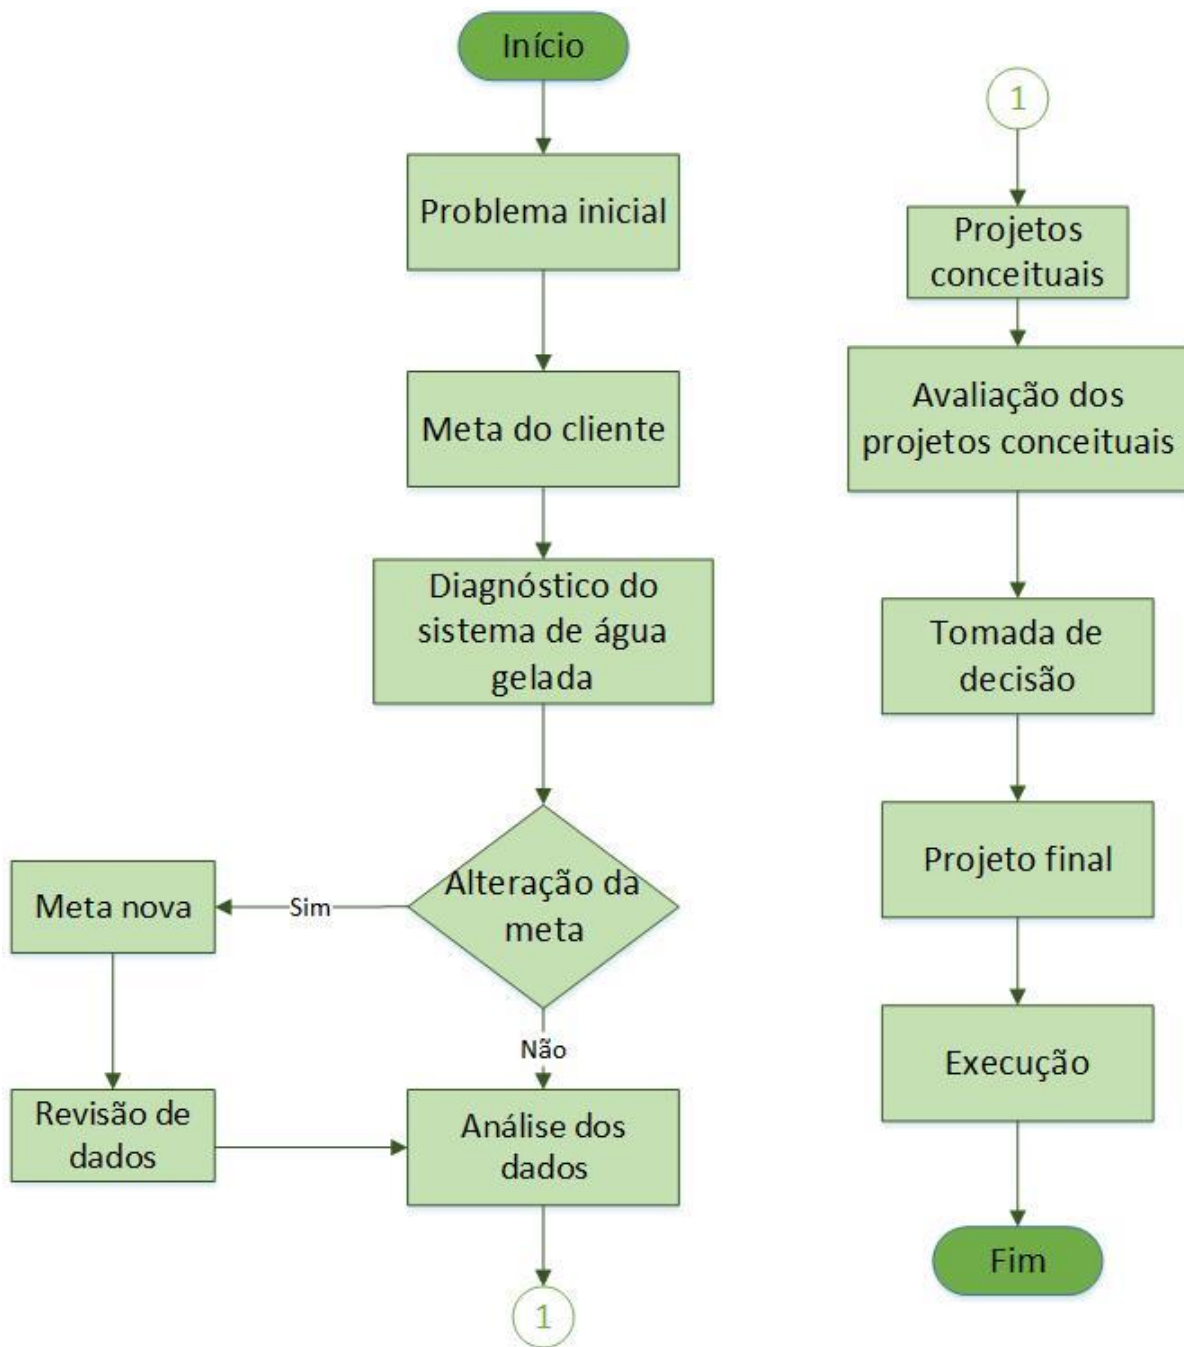 Início
Problema inicial
Meta do cliente
Diagnóstico do
sistema de água
gelada
Alteração da
meta
Sim
Meta nova
Não
Revisão de
dados
Análise dos
dados
1
1
Projetos
conceituais
Avaliação dos
projetos conceituais
Tomada de
decisão
Projeto final
Execução
Fim